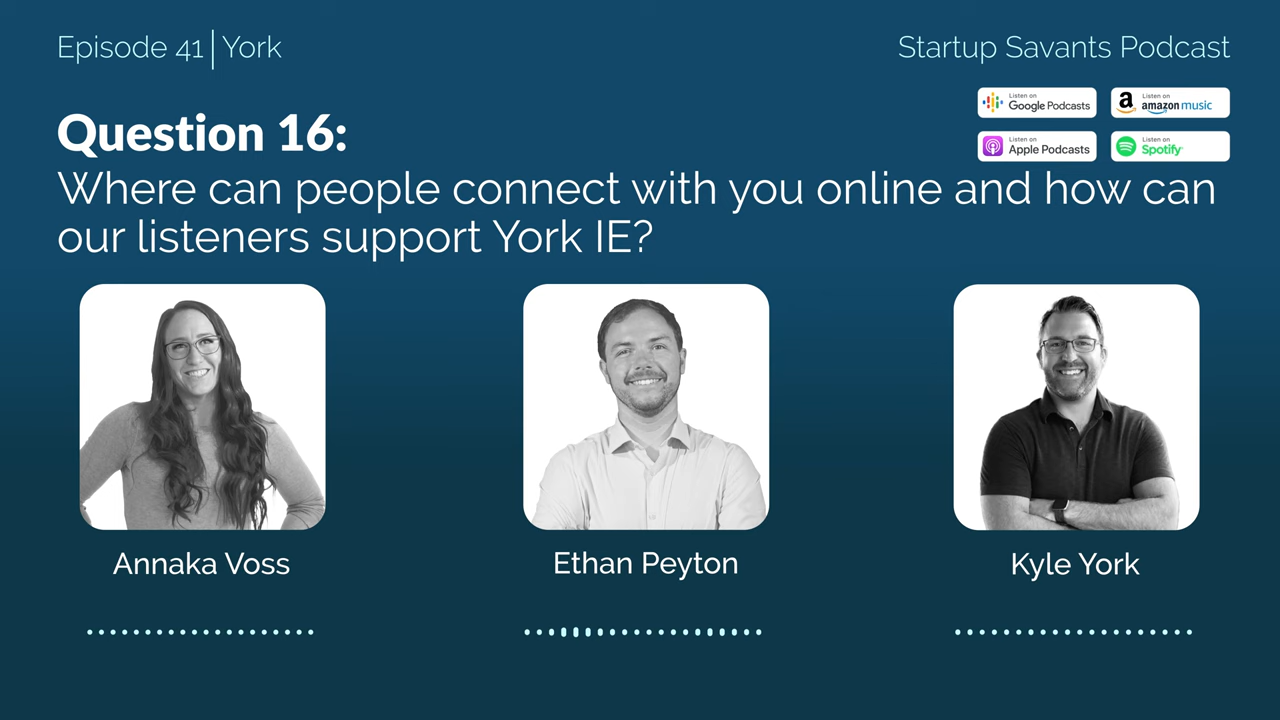 Episode 41 | York
Startup Savants Podcast
Listen on
Google Podcasts
Listen on
amazon music
Listen on
Apple Podcasts
Listen on
Spotify
Question 16:
Where can people connect with you online and how can
our listeners support York IE?
Annaka Voss
Ethan Peyton
Kyle York